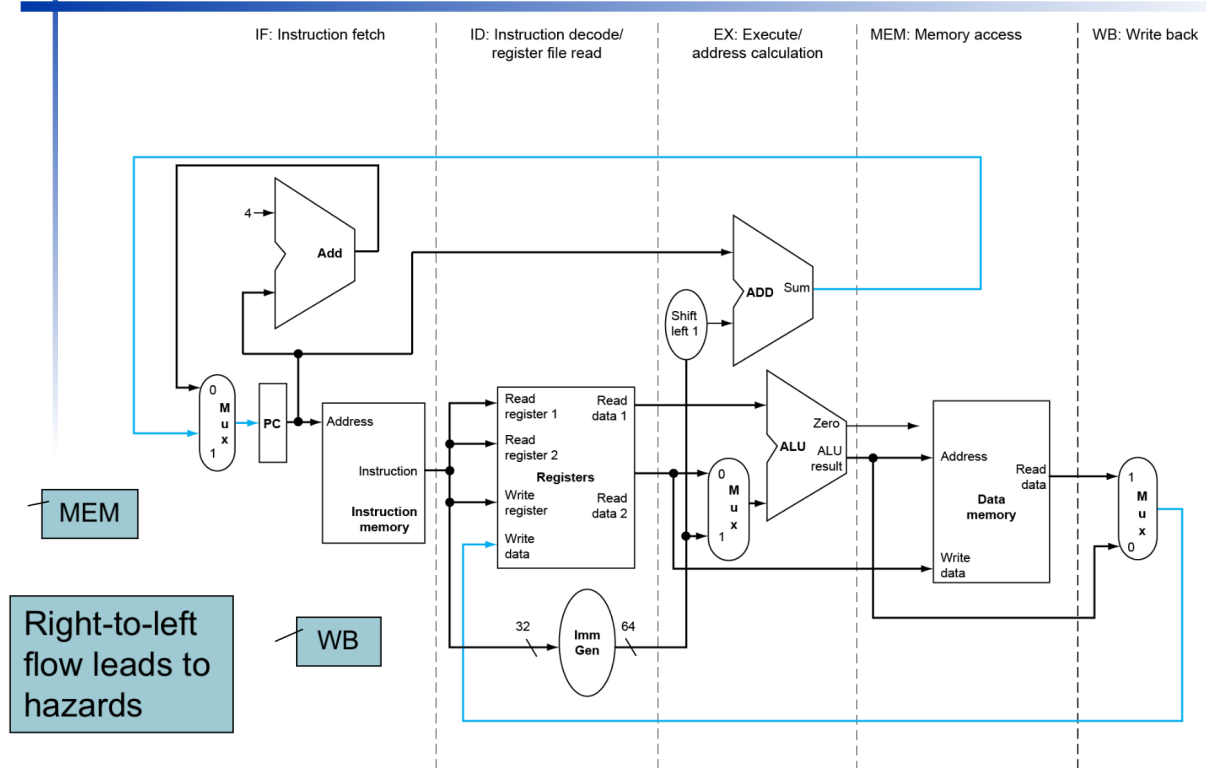 IF: Instruction fetch
ID: Instruction decode/
register file read
EX: Execute/
address calculation
MEM: Memory access
WB: Write back
4
Add
ADD
Sum
Shift
left 1
0
M
u
x
1
PC
Address
Instruction
Instruction
memory
Read
register 1
Read
register 2
Write
register
Write
data
Registers
Read
data 1
Read
data 2
0
M
u
x
1
Zero
ALU
ALU
result
Address
Read
data
Data
memory
Write
data
1
M
u
x
0
32
Imm
Gen
64
MEM
WB
Right-to-left
flow leads to
hazards